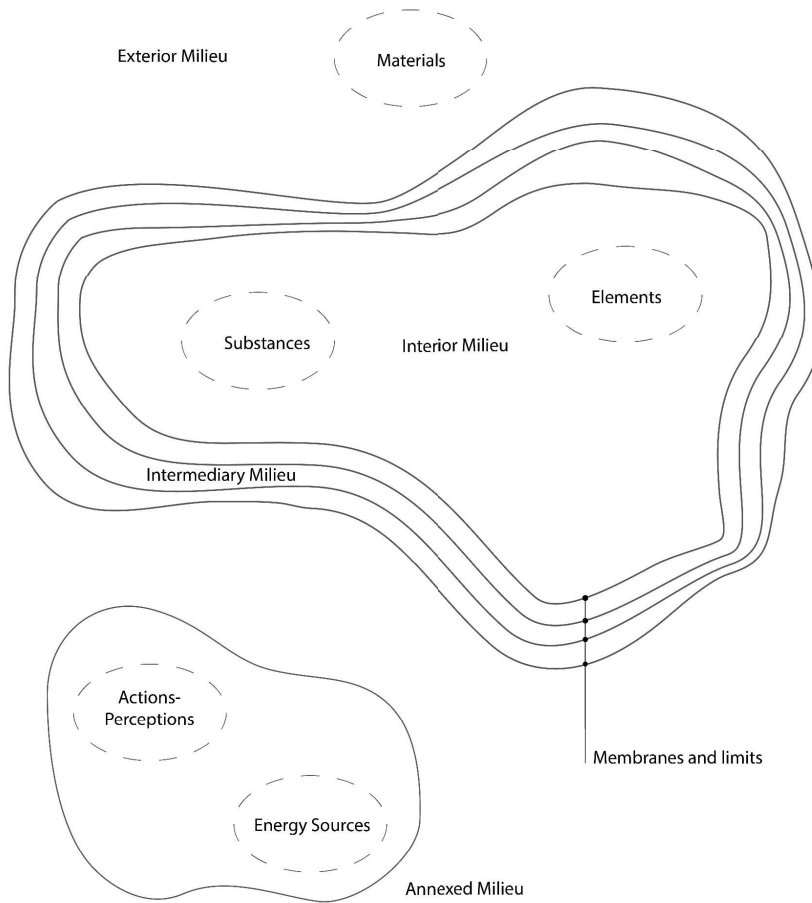 Exterior Milieu
Materials
Elements
Substances
Interior Milieu
Intermediary Milieu
Actions-
Perceptions
Membranes and limits
Energy Sources
Annexed Milieu